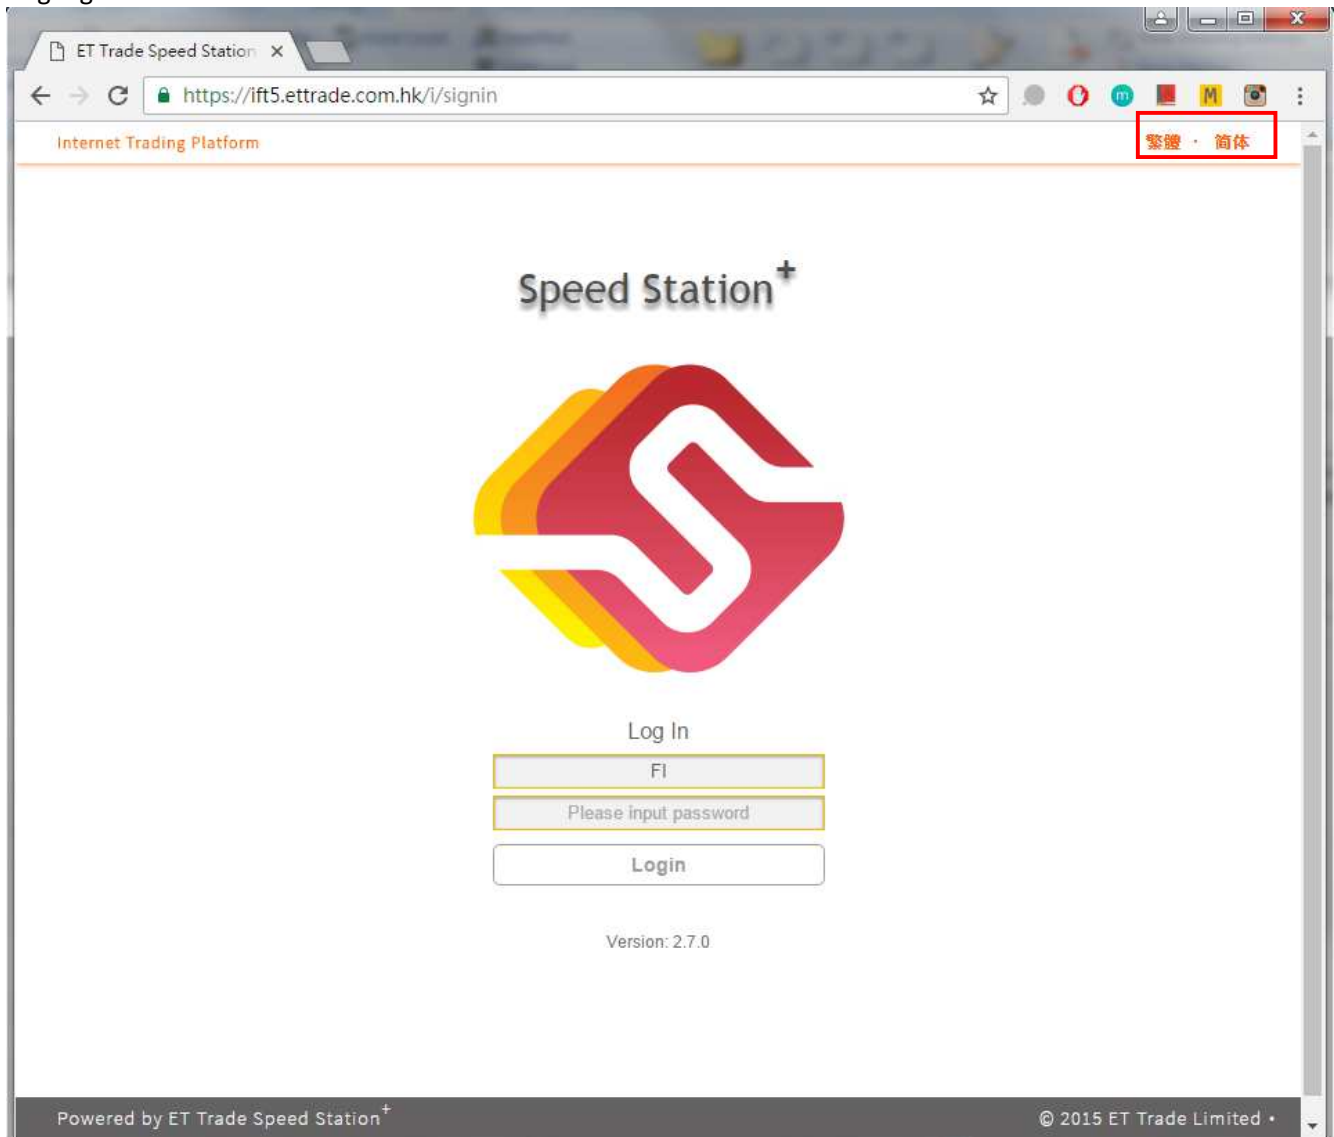 ET Trade Speed Station
https://ift5.ettrade.com.hk/i/signin
Internet Trading Platform
繁體 · 简体
Speed Station+
Log In
FI
Please input password
Login
Version: 2.7.0
Powered by ET Trade Speed Station+
© 2015 ET Trade Limited •